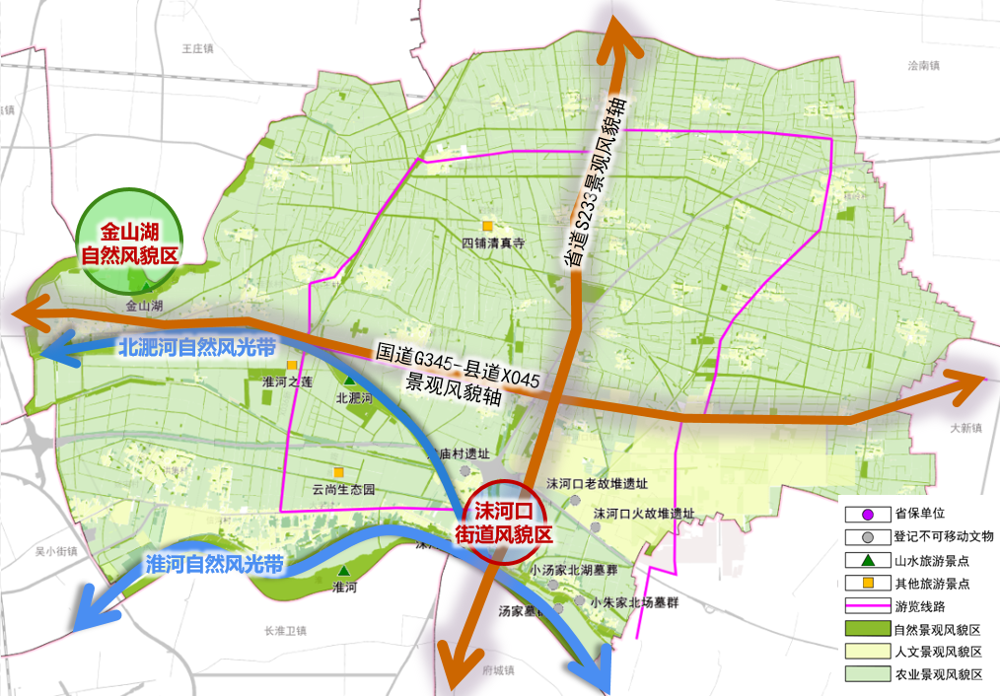 王庄镇
浍南镇
省道S233景观风貌轴
金山湖
自然风貌区
四铺清真寺
金山湖
北淝河自然风光带
国道G345-县道X045
景观风貌轴
淮河之莲
北淝河
大新镇
庙村遗址
云尚生态园
沫河口老故堆遗址
沫河口
街道风貌区
沫河口火故堆遗址
吴小街镇
淮河自然风光带
淮河
小汤家北湖墓群
小朱家北场墓群
汤家墓群
长淮卫镇
府城镇
省保单位
登记不可移动文物
山水旅游景点
其他旅游景点
游览线路
自然景观风貌区
人文景观风貌区
农业景观风貌区